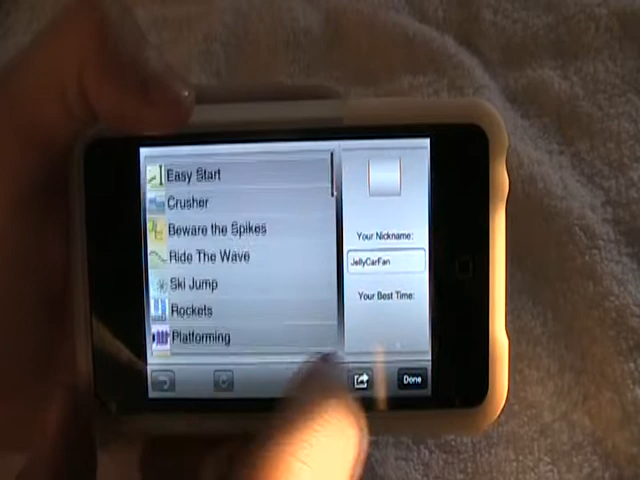 Easy Start
Crusher
Beware the Spikes
Ride The Wave
Ski Jump
Rockets
Platforming
Your Nickname:
JellyCarFan
Your Best Time:
Done